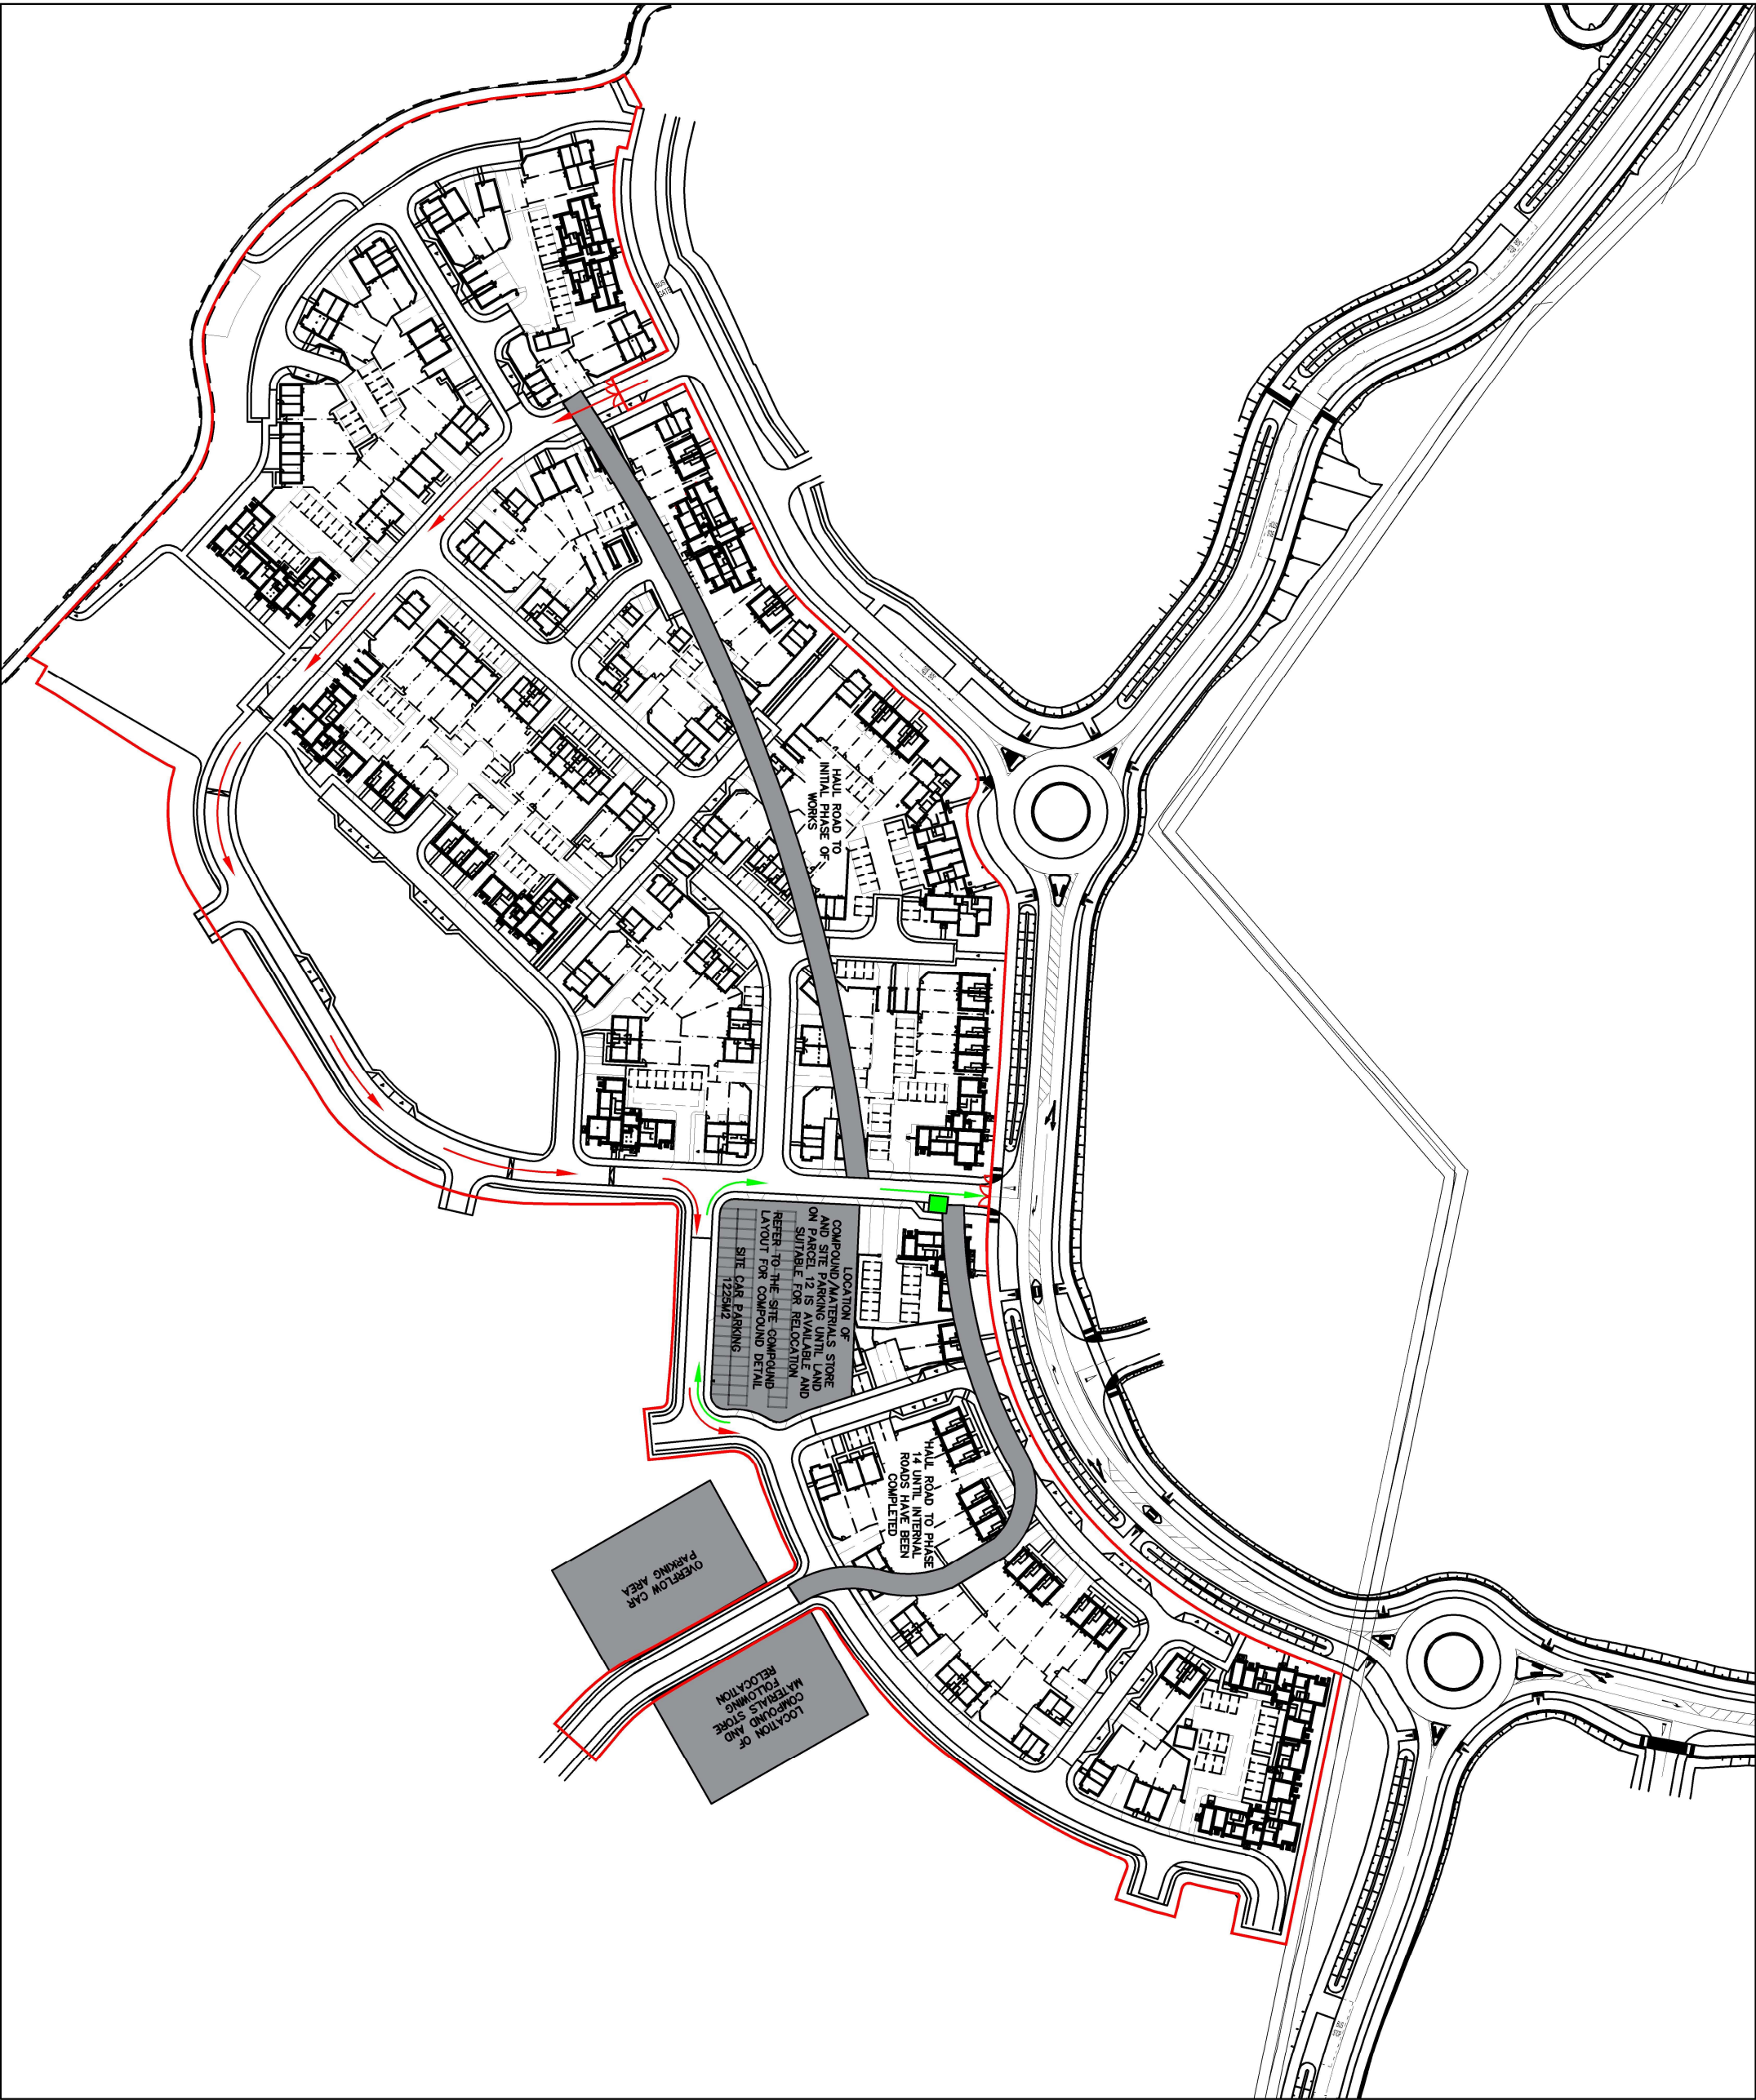 BUS
GATE
HAUL ROAD TO
INITIAL PHASE OF
WORKS
LOCATION OF
COMPOUND/MATERIALS STORE
AND SITE PARKING UNTIL LAND
ON PARCEL 12 IS AVAILABLE AND
SUITABLE FOR RELOCATION
REFER TO THE SITE COMPOUND
LAYOUT FOR COMPOUND DETAIL
SITE CAR PARKING
1225M2
HAUL ROAD TO PHASE
14 UNTIL INTERNAL
ROADS HAVE BEEN
COMPLETED
OVERFLOW CAR
PARKING AREA
LOCATION OF
COMPOUND AND
MATERIALS STORE
FOLLOWING
RELOCATION